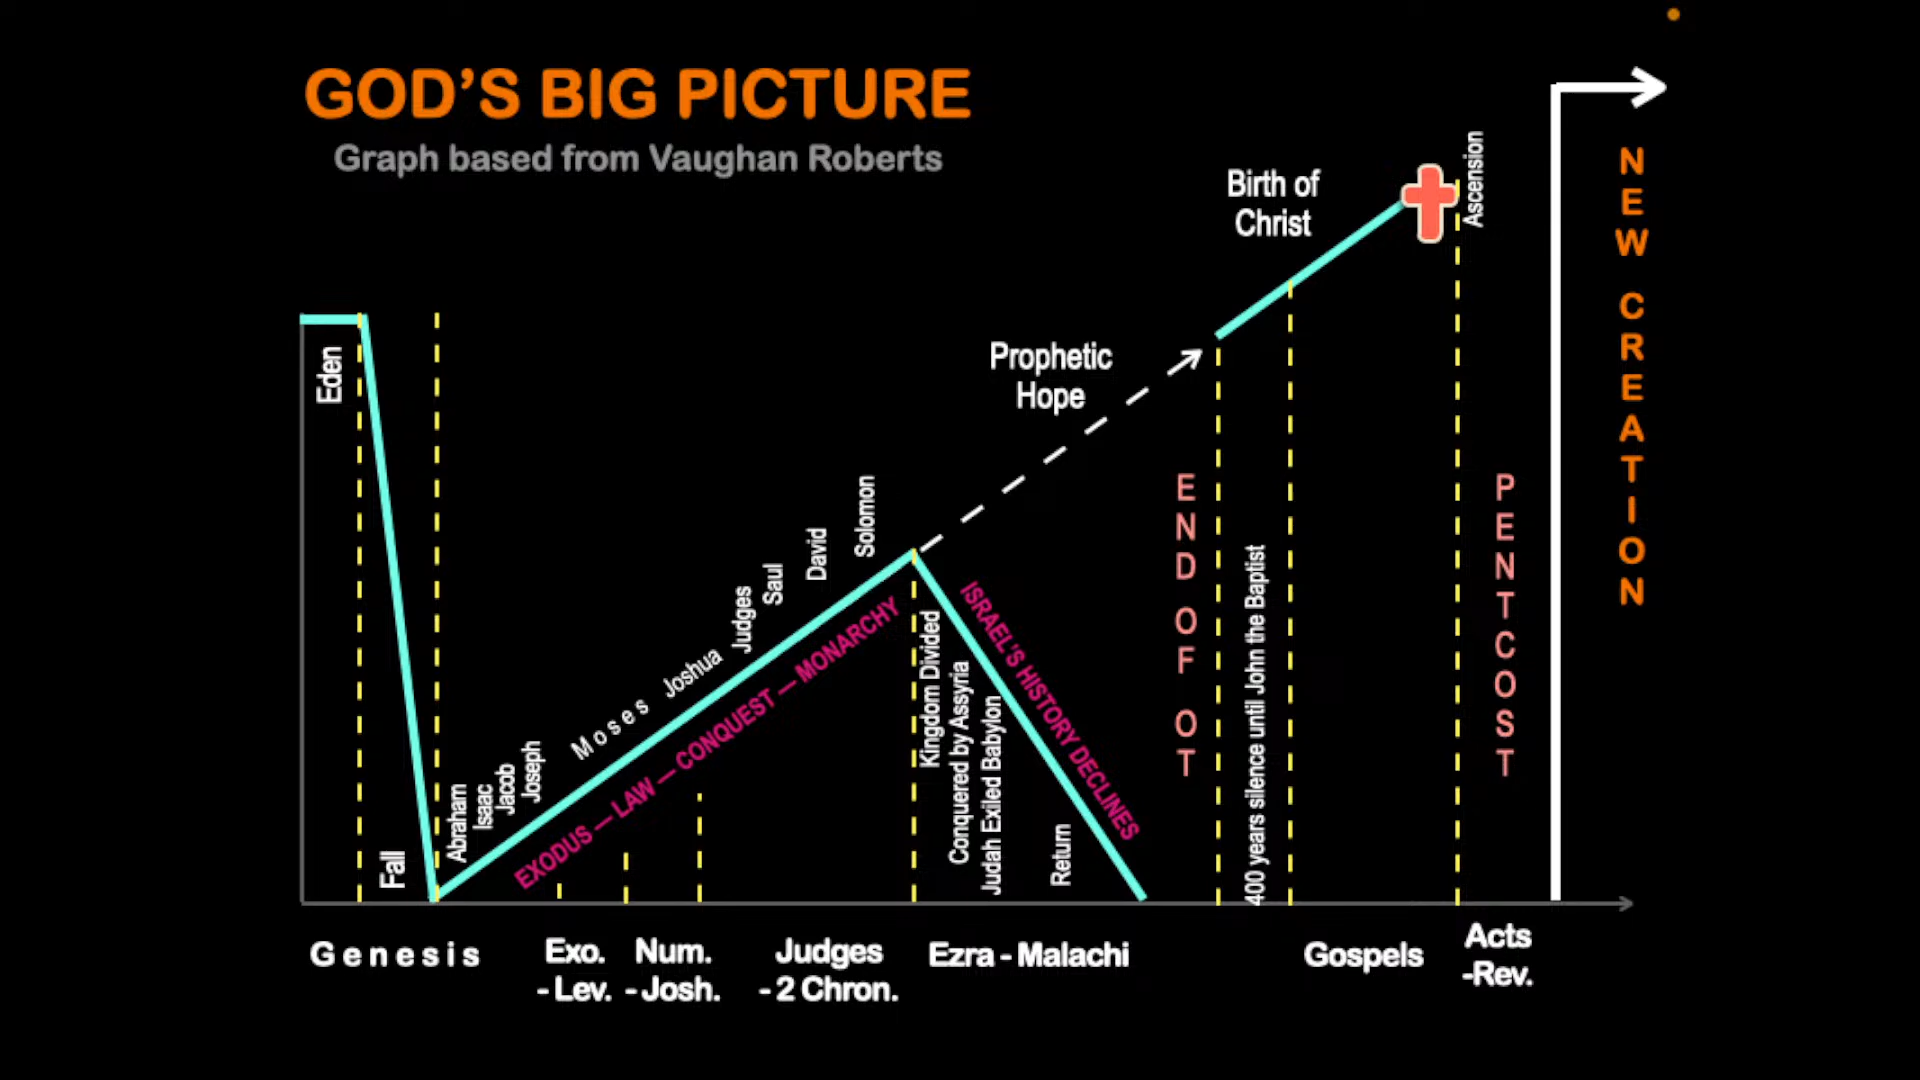 GOD'S BIG PICTURE
Graph based from Vaughan Roberts
Eden
Fall
Abraham
Isaac
Jacob
Joseph
Moses
Joshua
Judges
Saul
David
Solomon
EXODUS — LAW — CONQUEST — MONARCHY
Prophetic
Hope
Kingdom Divided
Conquered by Assyria
Judah Exiled Babylon
Return
ISRAEL'S HISTORY DECLINES
END OF OT
400 years silence until John the Baptist
Birth of
Christ
Ascension
PENTCOST
NEW CREATION
Genesis
Exo.
- Lev.
Num.
- Josh.
Judges
- 2 Chron.
Ezra - Malachi
Gospels
Acts
-Rev.